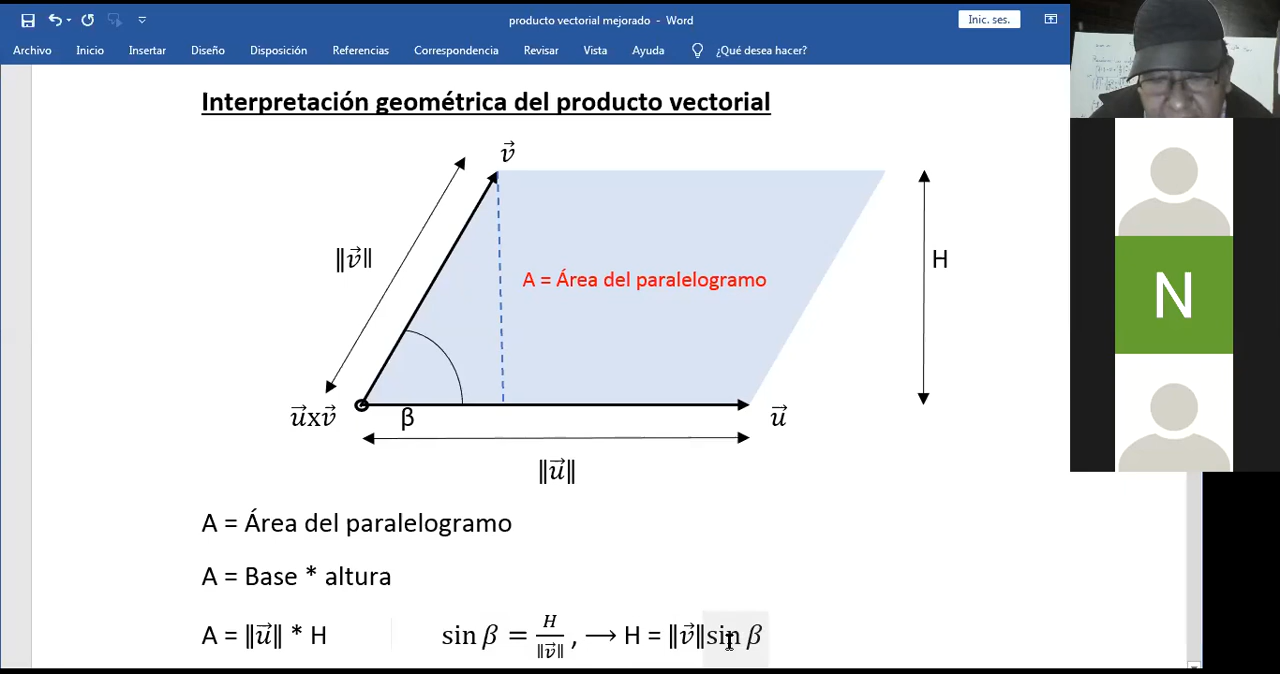 producto vectorial mejorado - Word
Inic. ses.
Archivo Inicio Insertar Diseño Disposición Referencias Correspondencia Revisar Vista Ayuda ¿Qué desea hacer?
Interpretación geométrica del producto vectorial
v⃗
‖v⃗‖
H
A = Área del paralelogramo
N
u⃗xv⃗
β
u⃗
‖u⃗‖
A = Área del paralelogramo
A = Base * altura
A = ‖u⃗‖ * H sin β = H/‖v⃗‖ , ⟶ H = ‖v⃗‖sin β